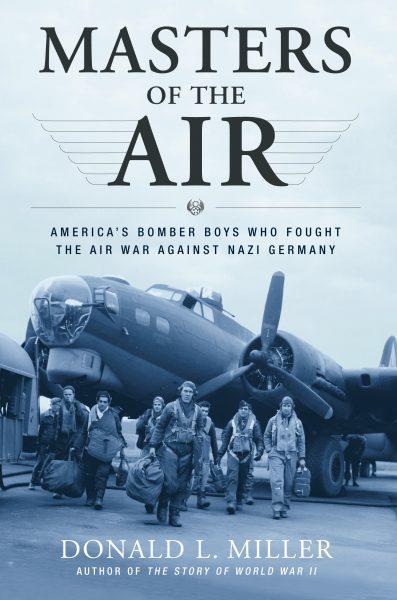 MASTERS
OF THE
AIR
AMERICA'S BOMBER BOYS WHO FOUGHT
THE AIR WAR AGAINST NAZI GERMANY
DONALD L. MILLER
AUTHOR OF THE STORY OF WORLD WAR II